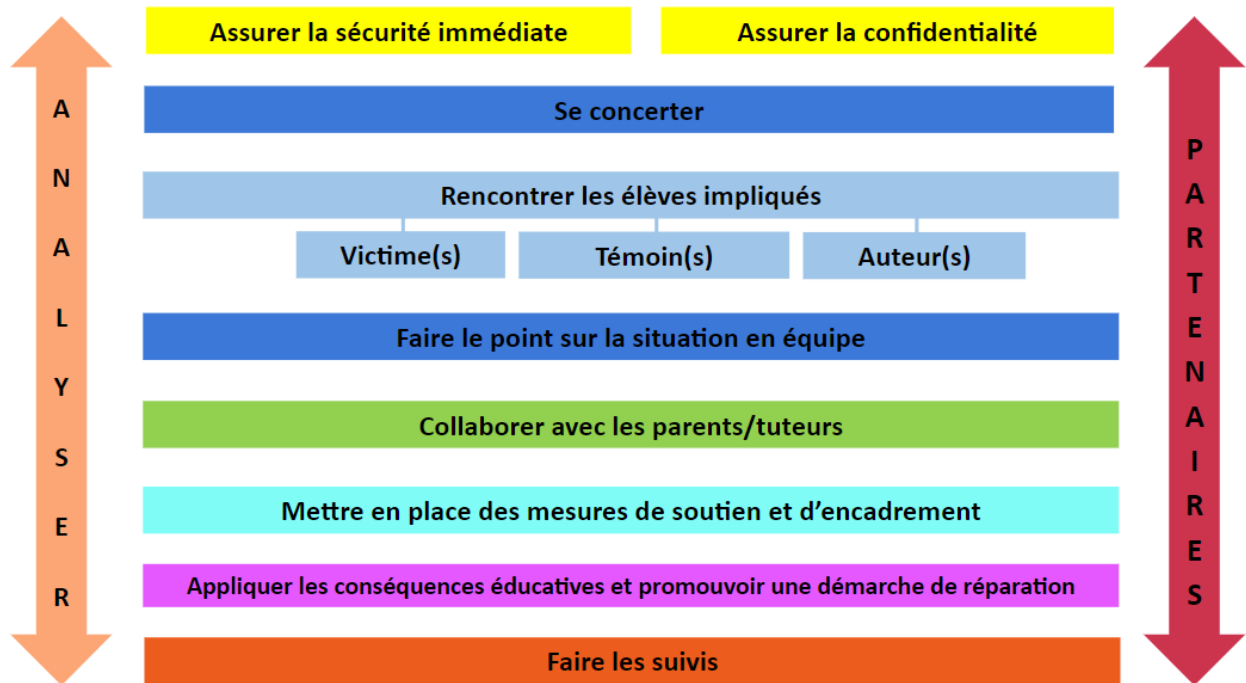 Assurer la sécurité immédiate
Assurer la confidentialité
Se concerter
Rencontrer les élèves impliqués
Victime(s)
Témoin(s)
Auteur(s)
Faire le point sur la situation en équipe
Collaborer avec les parents/tuteurs
Mettre en place des mesures de soutien et d’encadrement
Appliquer les conséquences éducatives et promouvoir une démarche de réparation
Faire les suivis
ANALYSER
PARTENAIRES